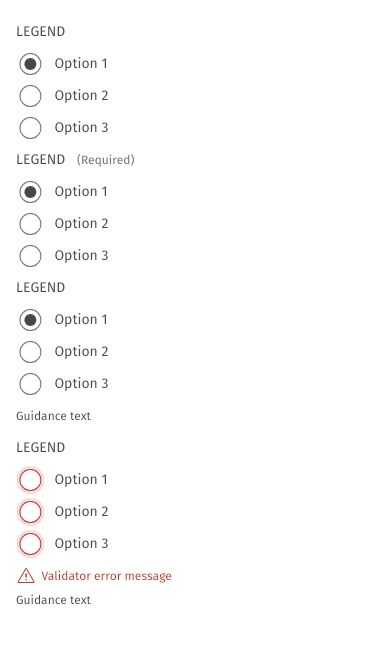 LEGEND
Option 1
Option 2
Option 3
LEGEND (Required)
Option 1
Option 2
Option 3
LEGEND
Option 1
Option 2
Option 3
Guidance text
LEGEND
Option 1
Option 2
Option 3
Validator error message
Guidance text